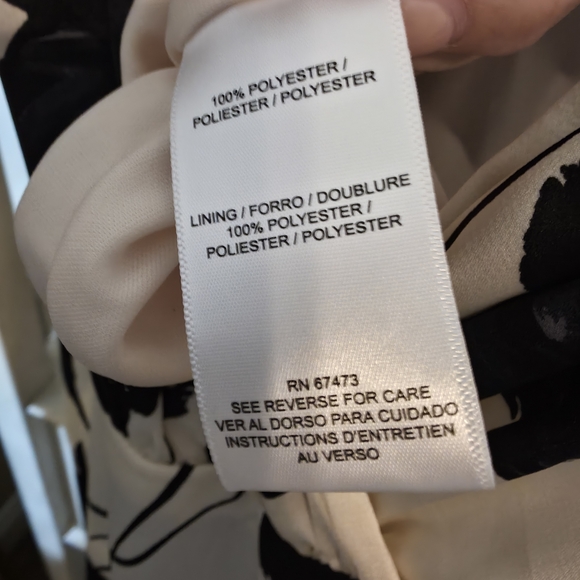 100% POLYESTER /
POLIESTER / POLYESTER
LINING / FORRO / DOUBLURE
100% POLYESTER /
POLIESTER / POLYESTER
RN 67473
SEE REVERSE FOR CARE
VER AL DORSO PARA CUIDADO
INSTRUCTIONS D'ENTRETIEN
AU VERSO